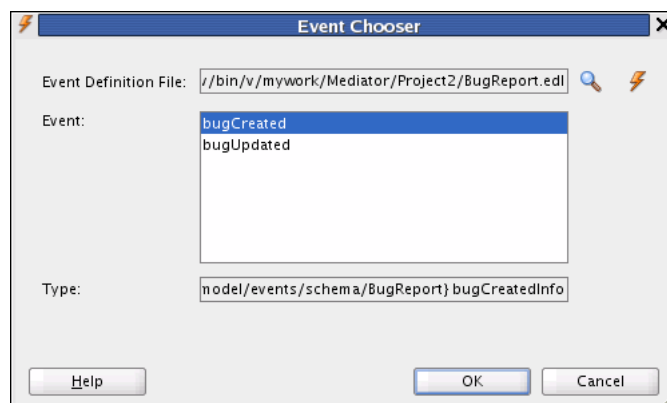 Event Chooser
Event Definition File: /bin/v/mywork/Mediator/Project2/BugReport.edl
Event:
bugCreated
bugUpdated
Type: model/events/schema/BugReport} bugCreatedInfo
Help OK Cancel